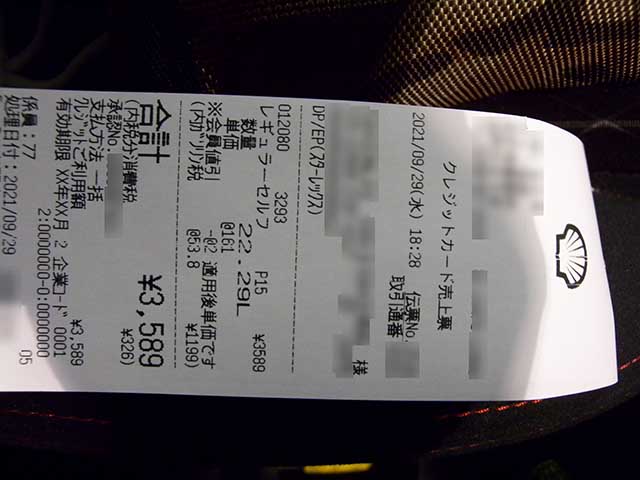 クレジットカード売上票
2021/09/29(水) 18:28
伝票No.
取引通番
様
DP/EP(スターレックス)
012080 3293 P15
レギュラーセルフ ¥3589
数量 22.29L
単価 @161
※会員値引 -@2 適用後単価です
(内ガソリン税 @53.8 ¥1199)
合計 ¥3,589
(内税分消費税 ¥326)
承認No.
支払方法 一括
クレジットご利用額 ¥3,589
有効期限 XX年XX月 2 企業コード 0001
2:0000000-0:0000000
係員:77 05
処理日付:2021/09/29